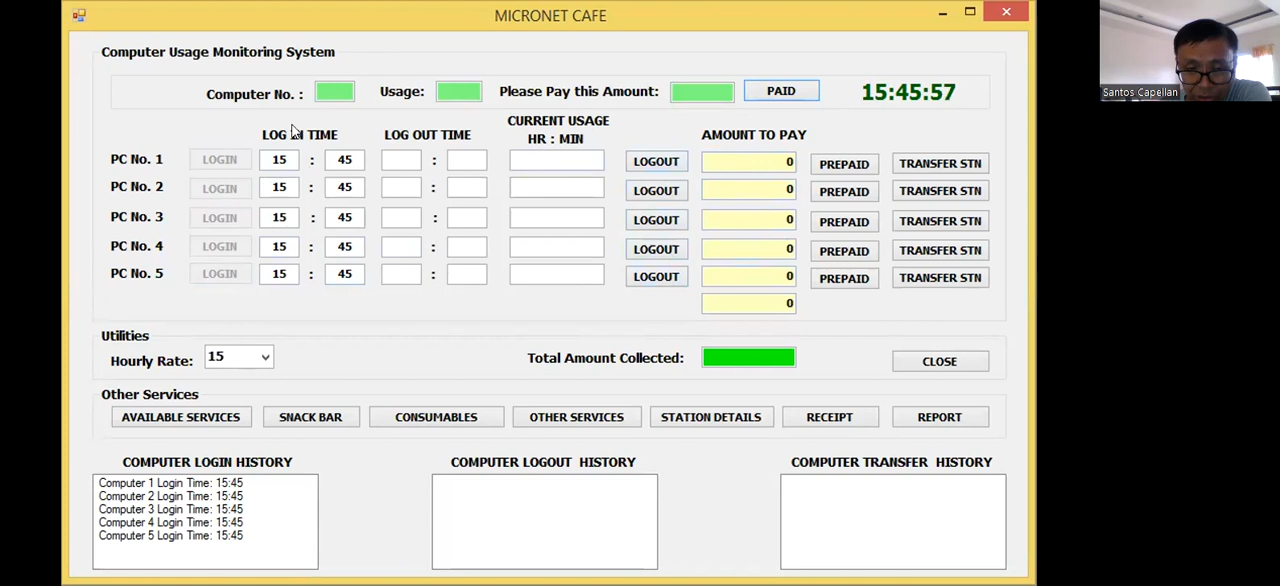 MICRONET CAFE
Santos Capellan
Computer Usage Monitoring System
Computer No. : Usage: Please Pay this Amount: PAID 15:45:57
LOG IN TIME LOG OUT TIME CURRENT USAGE HR : MIN AMOUNT TO PAY
PC No. 1 LOGIN 15 : 45 : LOGOUT 0 PREPAID TRANSFER STN
PC No. 2 LOGIN 15 : 45 : LOGOUT 0 PREPAID TRANSFER STN
PC No. 3 LOGIN 15 : 45 : LOGOUT 0 PREPAID TRANSFER STN
PC No. 4 LOGIN 15 : 45 : LOGOUT 0 PREPAID TRANSFER STN
PC No. 5 LOGIN 15 : 45 : LOGOUT 0 PREPAID TRANSFER STN
0
Utilities
Hourly Rate: 15 Total Amount Collected: CLOSE
Other Services
AVAILABLE SERVICES SNACK BAR CONSUMABLES OTHER SERVICES STATION DETAILS RECEIPT REPORT
COMPUTER LOGIN HISTORY COMPUTER LOGOUT HISTORY COMPUTER TRANSFER HISTORY
Computer 1 Login Time: 15:45
Computer 2 Login Time: 15:45
Computer 3 Login Time: 15:45
Computer 4 Login Time: 15:45
Computer 5 Login Time: 15:45